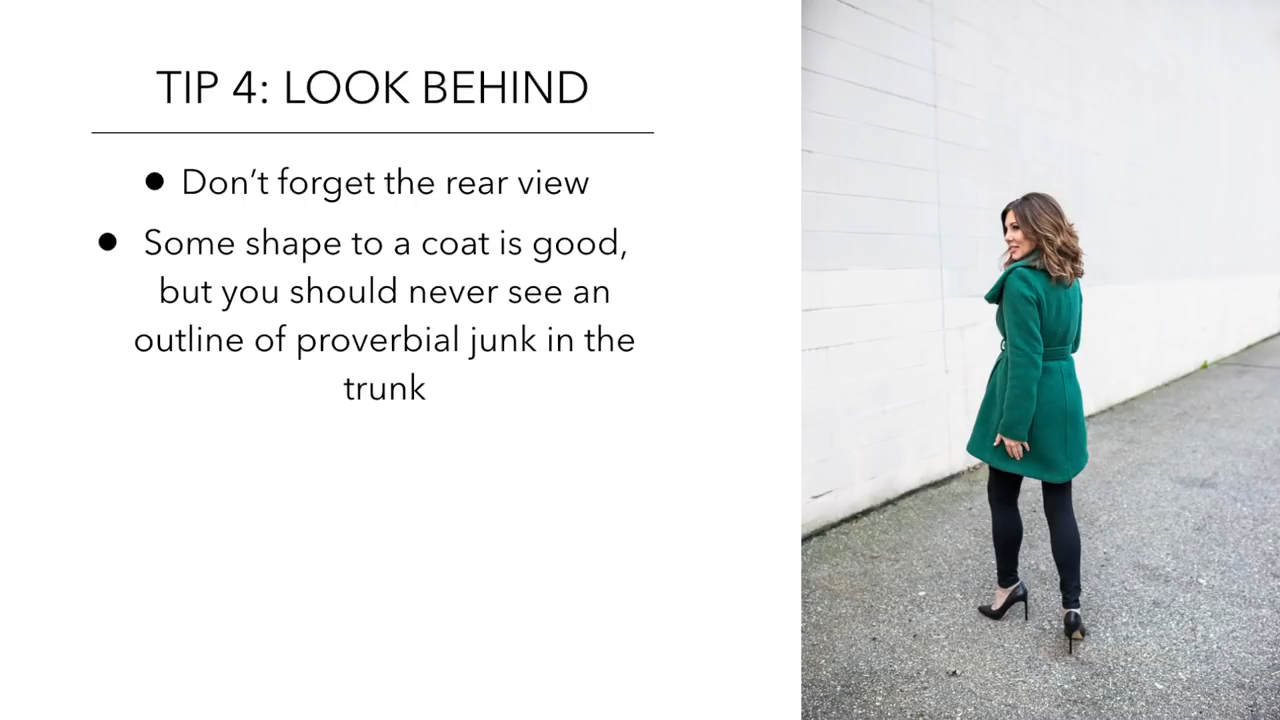 TIP 4: LOOK BEHIND
● Don’t forget the rear view
● Some shape to a coat is good,
but you should never see an
outline of proverbial junk in the
trunk